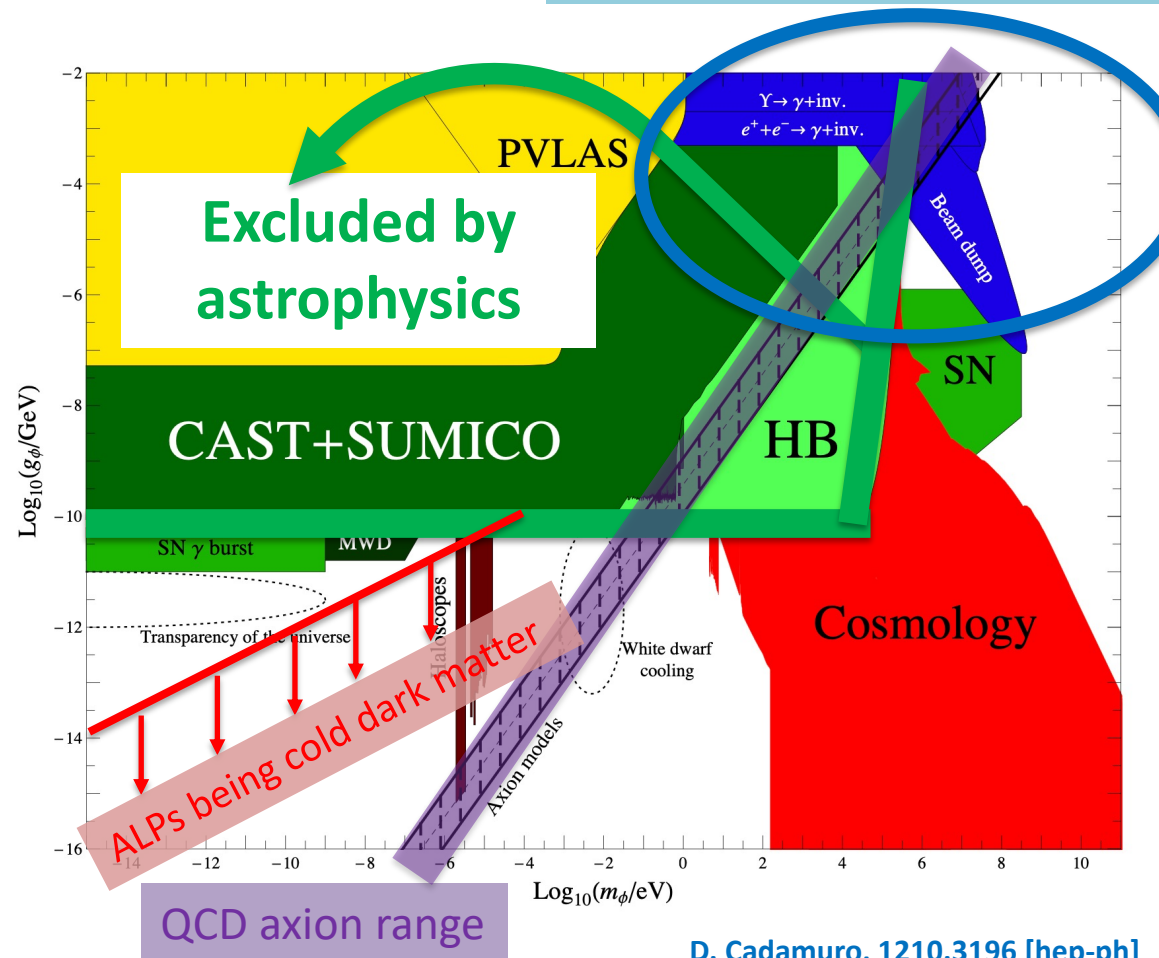 -2
ϒ→ γ+inv.
e⁺+e⁻→ γ+inv.
PVLAS
-4
Excluded by
astrophysics
Beam dump
-6
SN
Log₁₀(gϕ/GeV)
-8
CAST+SUMICO
HB
-10
SN γ burst
MWD
Haloscopes
-12
Transparency of the universe
White dwarf
cooling
Cosmology
-14
ALPs being cold dark matter
Axion models
-16
-14
-12
-10
-8
-6
-4
-2
0
2
4
6
8
10
Log₁₀(mϕ/eV)
QCD axion range
D. Cadamuro, 1210.3196 [hep-ph]